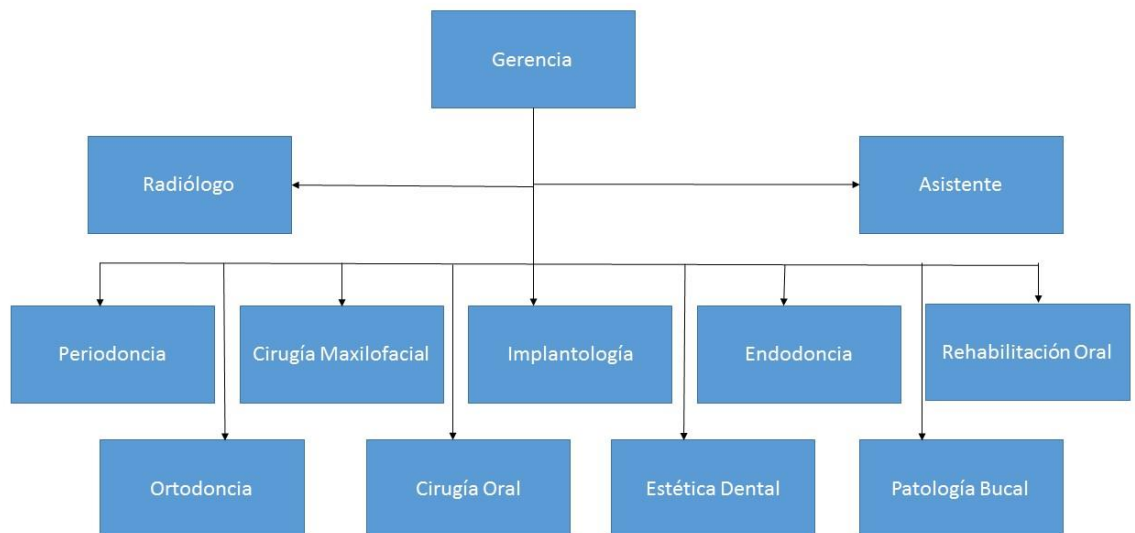 Gerencia
Radiólogo
Asistente
Periodoncia
Cirugía Maxilofacial
Implantología
Endodoncia
Rehabilitación Oral
Ortodoncia
Cirugía Oral
Estética Dental
Patología Bucal